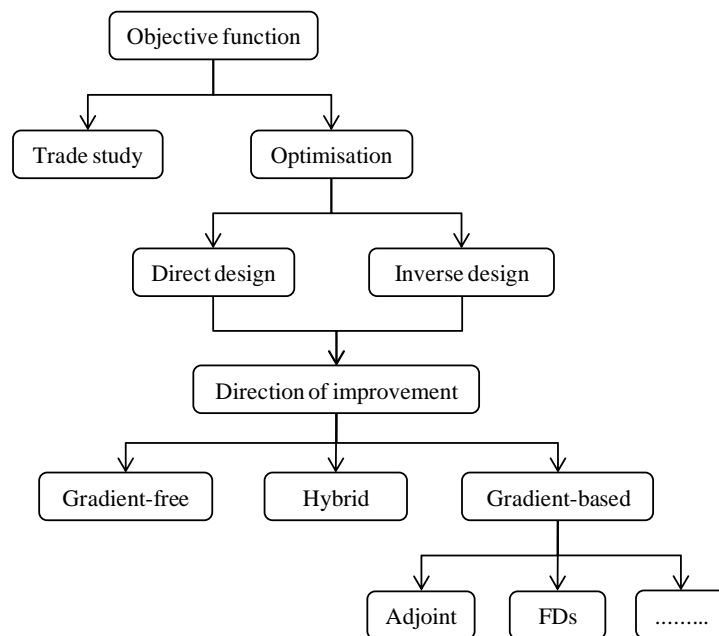 Objective function
Trade study
Optimisation
Direct design
Inverse design
Direction of improvement
Gradient-free
Hybrid
Gradient-based
Adjoint
FDs
.........